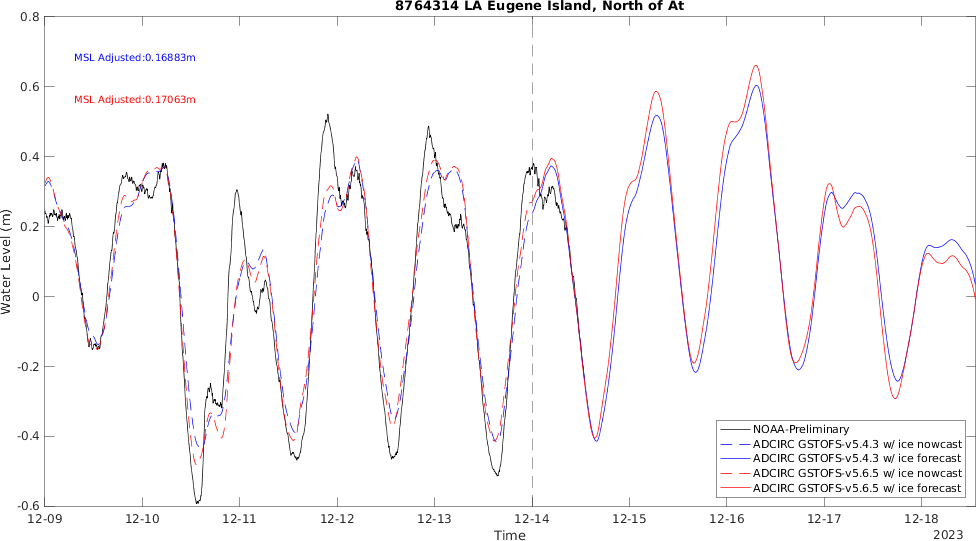 8764314 LA Eugene Island, North of At
0.8
0.6
0.4
0.2
0
-0.2
-0.4
-0.6
Water Level (m)
MSL Adjusted:0.16883m
MSL Adjusted:0.17063m
NOAA-Preliminary
ADCIRC GSTOFS-v5.4.3 w/ ice nowcast
ADCIRC GSTOFS-v5.4.3 w/ ice forecast
ADCIRC GSTOFS-v5.6.5 w/ ice nowcast
ADCIRC GSTOFS-v5.6.5 w/ ice forecast
12-09 12-10 12-11 12-12 12-13 12-14 12-15 12-16 12-17 12-18
Time
2023